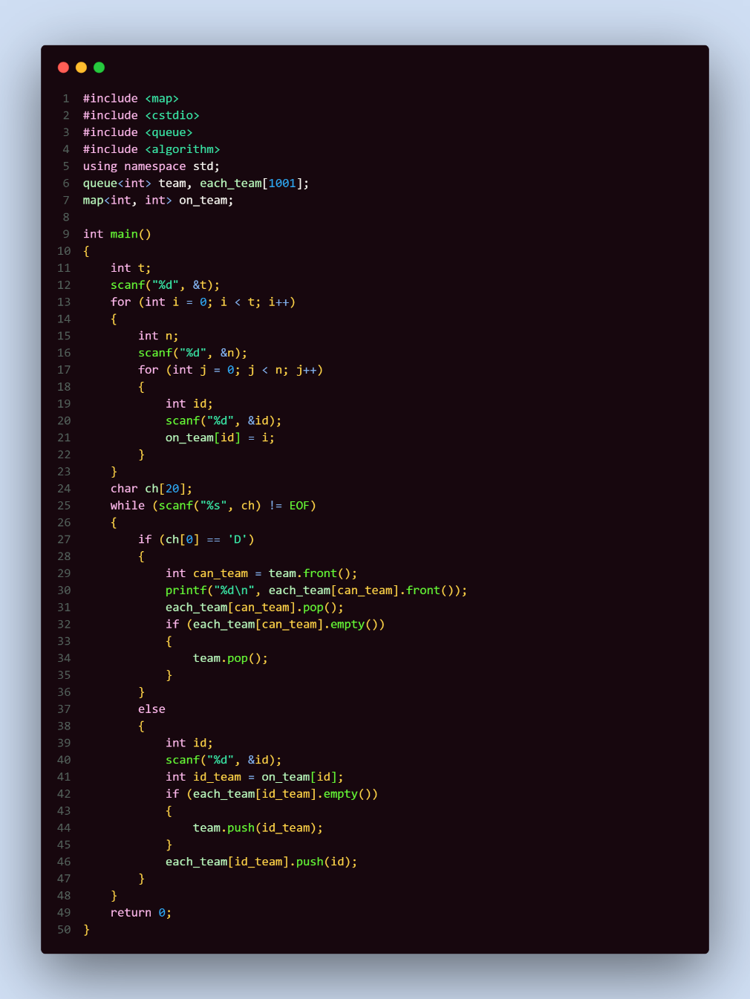 1 #include <map>
2 #include <cstdio>
3 #include <queue>
4 #include <algorithm>
5 using namespace std;
6 queue<int> team, each_team[1001];
7 map<int, int> on_team;
8
9 int main()
10 {
11     int t;
12     scanf("%d", &t);
13     for (int i = 0; i < t; i++)
14     {
15         int n;
16         scanf("%d", &n);
17         for (int j = 0; j < n; j++)
18         {
19             int id;
20             scanf("%d", &id);
21             on_team[id] = i;
22         }
23     }
24     char ch[20];
25     while (scanf("%s", ch) != EOF)
26     {
27         if (ch[0] == 'D')
28         {
29             int can_team = team.front();
30             printf("%d\n", each_team[can_team].front());
31             each_team[can_team].pop();
32             if (each_team[can_team].empty())
33             {
34                 team.pop();
35             }
36         }
37         else
38         {
39             int id;
40             scanf("%d", &id);
41             int id_team = on_team[id];
42             if (each_team[id_team].empty())
43             {
44                 team.push(id_team);
45             }
46             each_team[id_team].push(id);
47         }
48     }
49     return 0;
50 }